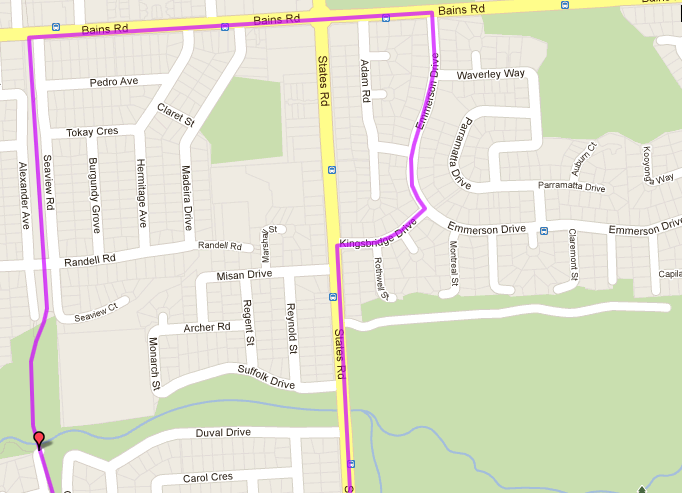 Bains Rd
Bains Rd
Bains Rd
Bains
Pedro Ave
Claret St
Tokay Cres
States Rd
Adam Rd
Emmerson Drive
Waverley Way
Parramatta Drive
Auburn Ct
Kooyong
Parramatta Drive
Way
Alexander Ave
Seaview Rd
Burgundy Grove
Hermitage Ave
Madeira Drive
Emmerson Drive
Emmerson Drive
Kingsbridge Drive
St
Marshay
Randell Rd
Randell Rd
Misan Drive
Rothwell St
Montreal St
Claremont St
Capila
Seaview Ct
Archer Rd
Regent St
Reynold St
Monarch St
Suffolk Drive
States Rd
Duval Drive
Carol Cres
S